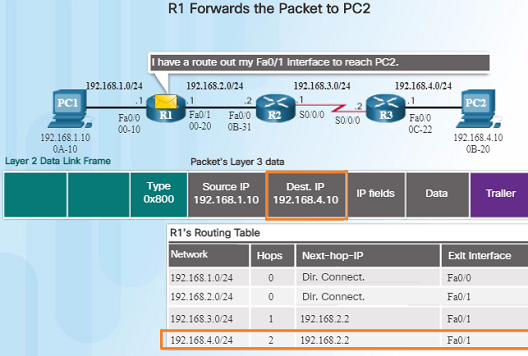 R1 Forwards the Packet to PC2
I have a route out my Fa0/1 interface to reach PC2.
192.168.1.0/24 192.168.2.0/24 192.168.3.0/24 192.168.4.0/24
PC1 .1 R1 .1 .2 R2 .1 .2 R3 .1 PC2
Fa0/0 Fa0/1 Fa0/0 S0/0/0 S0/0/0 Fa0/0
00-10 00-20 0B-31 0C-22
192.168.1.10 192.168.4.10
0A-10 0B-20
Layer 2 Data Link Frame Packet's Layer 3 data
Type Source IP Dest. IP IP fields Data Trailer
0x800 192.168.1.10 192.168.4.10
R1's Routing Table
Network Hops Next-hop-IP Exit Interface
192.168.1.0/24 0 Dir. Connect. Fa0/0
192.168.2.0/24 0 Dir. Connect. Fa0/1
192.168.3.0/24 1 192.168.2.2 Fa0/1
192.168.4.0/24 2 192.168.2.2 Fa0/1